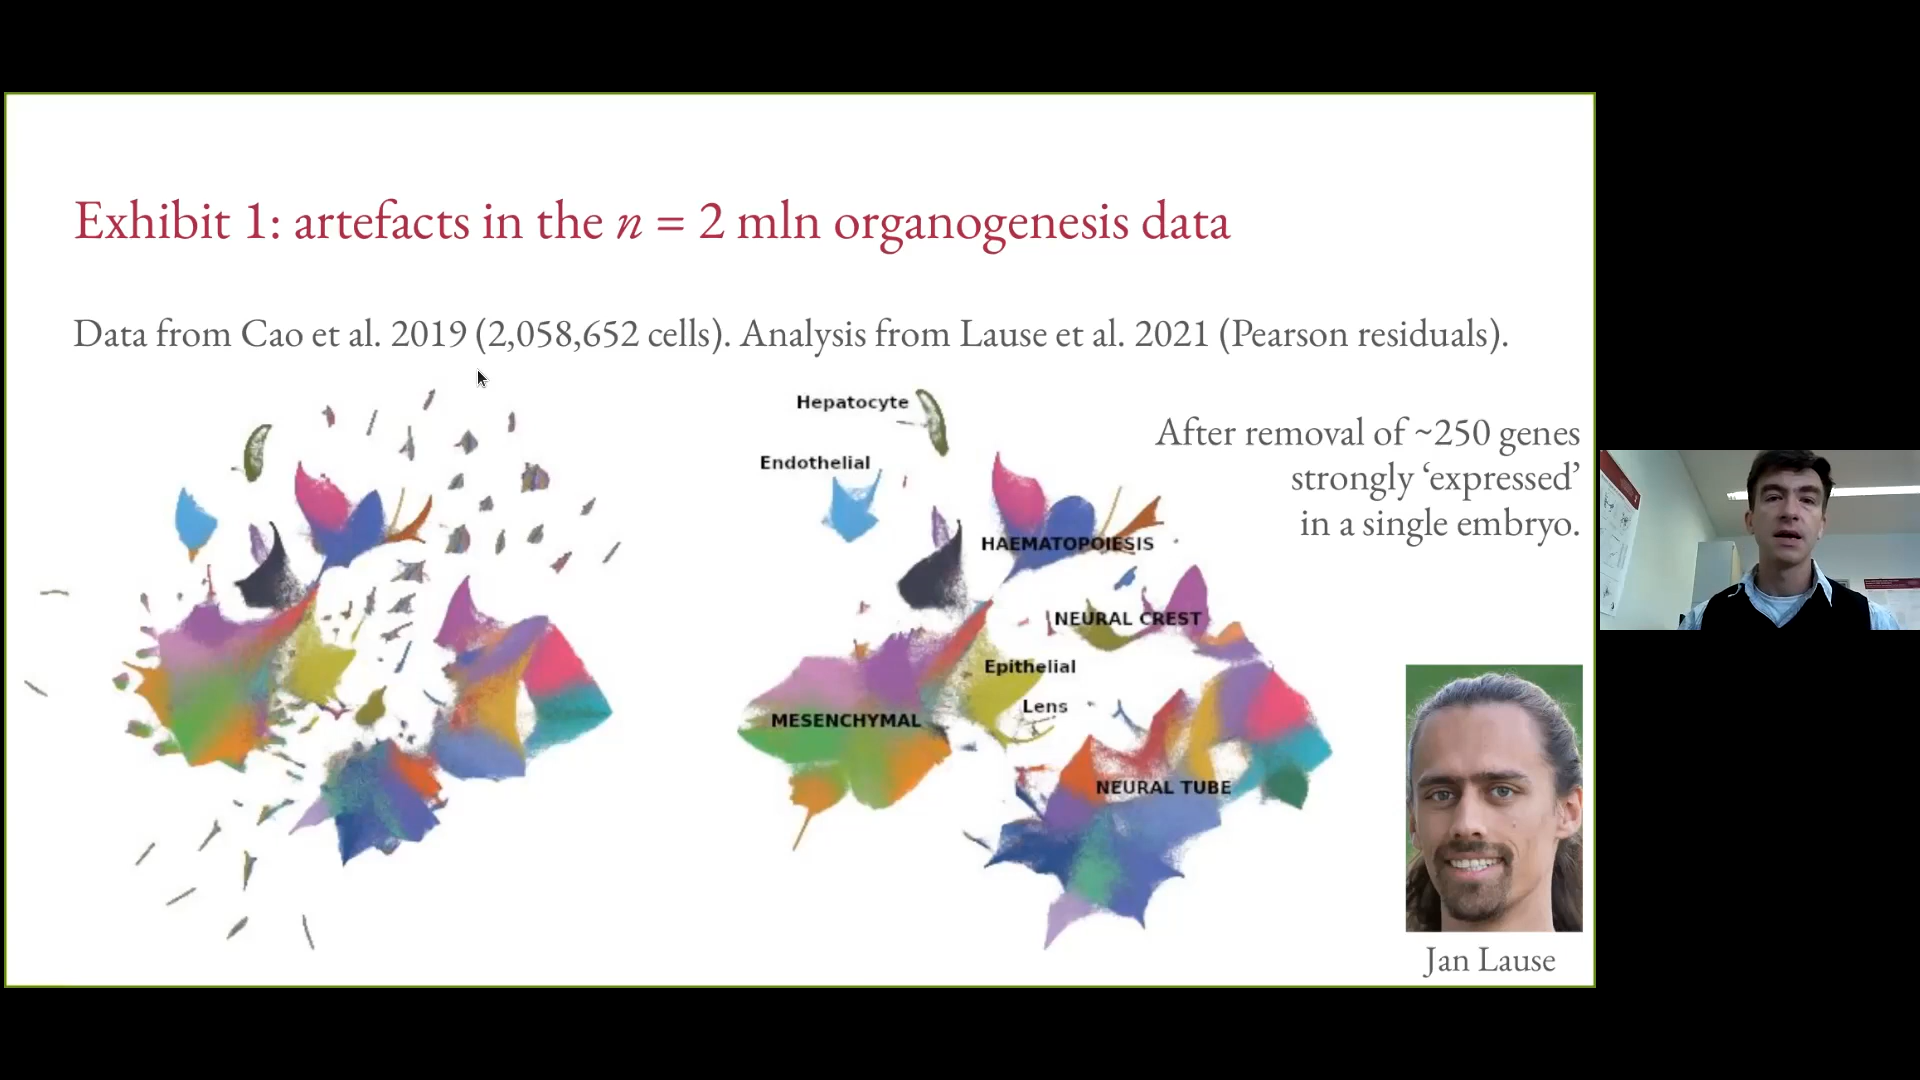 Exhibit 1: artefacts in the n = 2 mln organogenesis data
Data from Cao et al. 2019 (2,058,652 cells). Analysis from Lause et al. 2021 (Pearson residuals).
Hepatocyte
Endothelial
HAEMATOPOIESIS
NEURAL CREST
Epithelial
Lens
MESENCHYMAL
NEURAL TUBE
After removal of ~250 genes
strongly ‘expressed’
in a single embryo.
Jan Lause